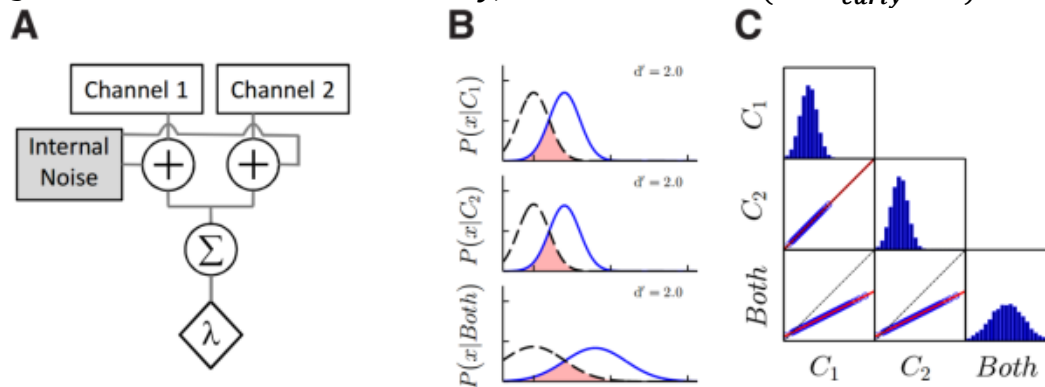 early
A
B
C
Channel 1
Channel 2
Internal
Noise
+
+
Σ
λ
P(x|C₁)
d' = 2.0
P(x|C₂)
d' = 2.0
P(x|Both)
d' = 2.0
C₁
C₂
Both
C₁
C₂
Both